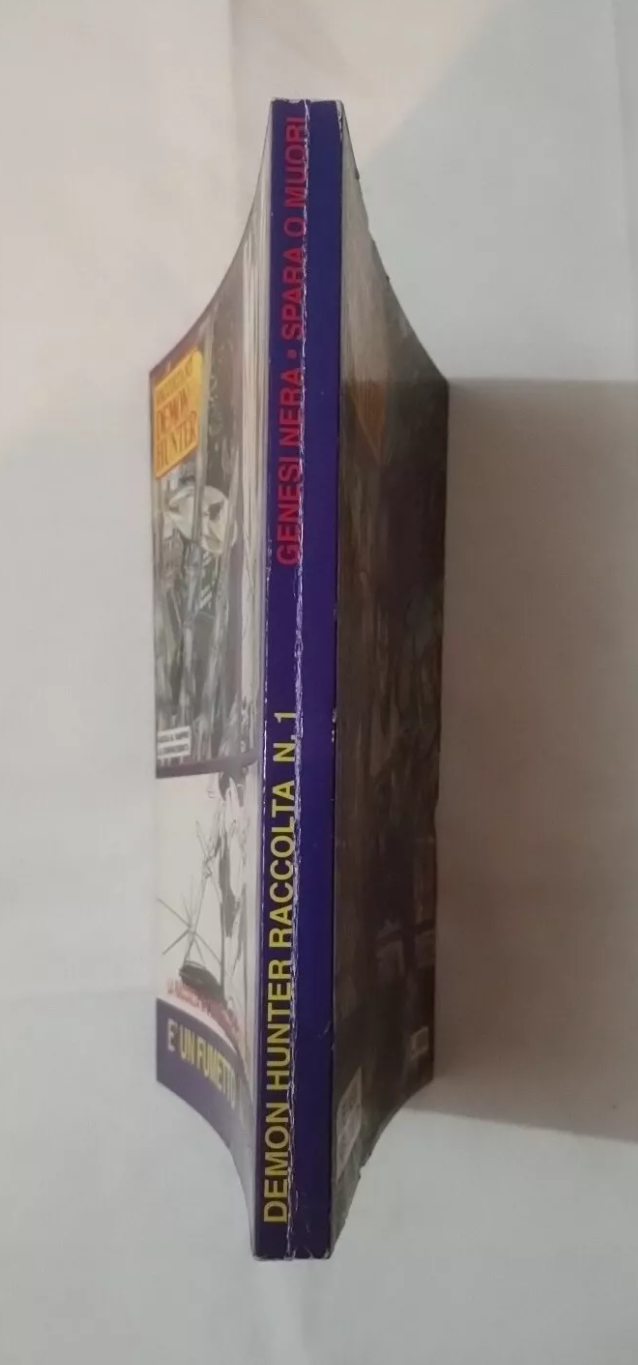 DEMON HUNTER RACCOLTA N.1
GENESI NERA • SPARA O MUORI
DEMON
HUNTER
E' UN FUMETTO